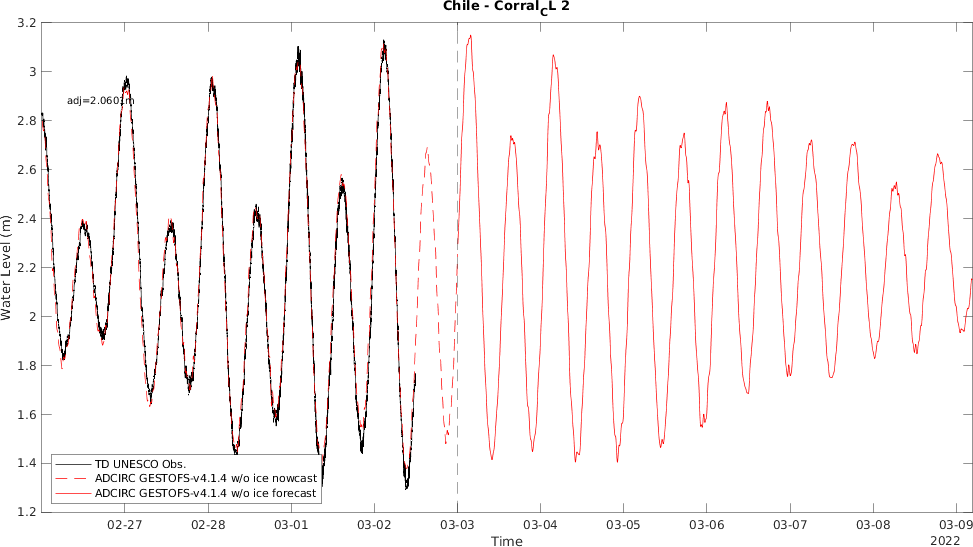 Chile - Corral_CL 2
3.2
3
2.8
2.6
2.4
2.2
2
1.8
1.6
1.4
1.2
Water Level (m)
adj=2.0601m
TD UNESCO Obs.
ADCIRC GESTOFS-v4.1.4 w/o ice nowcast
ADCIRC GESTOFS-v4.1.4 w/o ice forecast
02-27 02-28 03-01 03-02 03-03 03-04 03-05 03-06 03-07 03-08 03-09
Time
2022